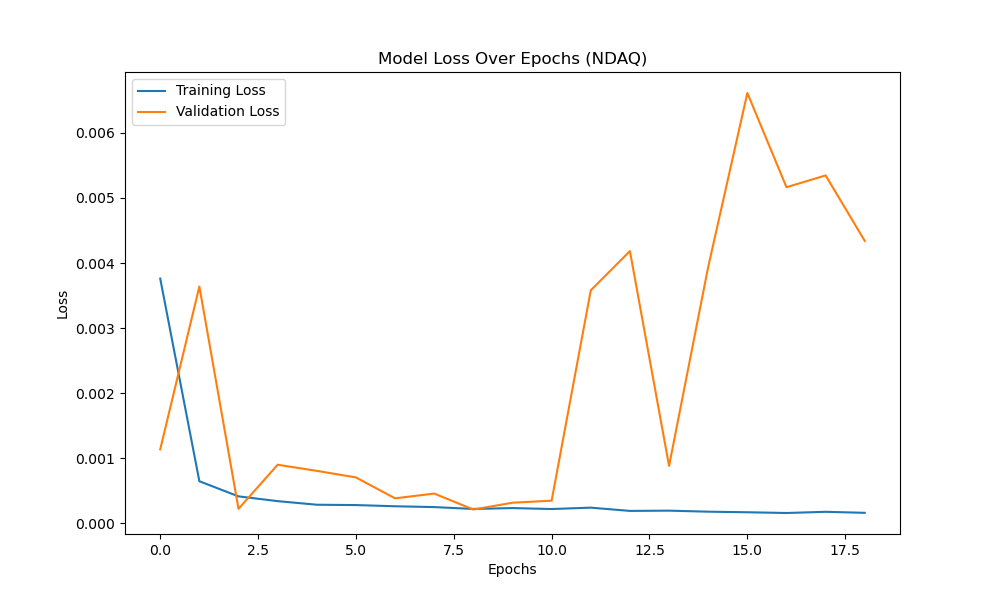 Model Loss Over Epochs (NDAQ)
Training Loss
Validation Loss
0.006
0.005
0.004
0.003
0.002
0.001
0.000
Loss
0.0 2.5 5.0 7.5 10.0 12.5 15.0 17.5
Epochs